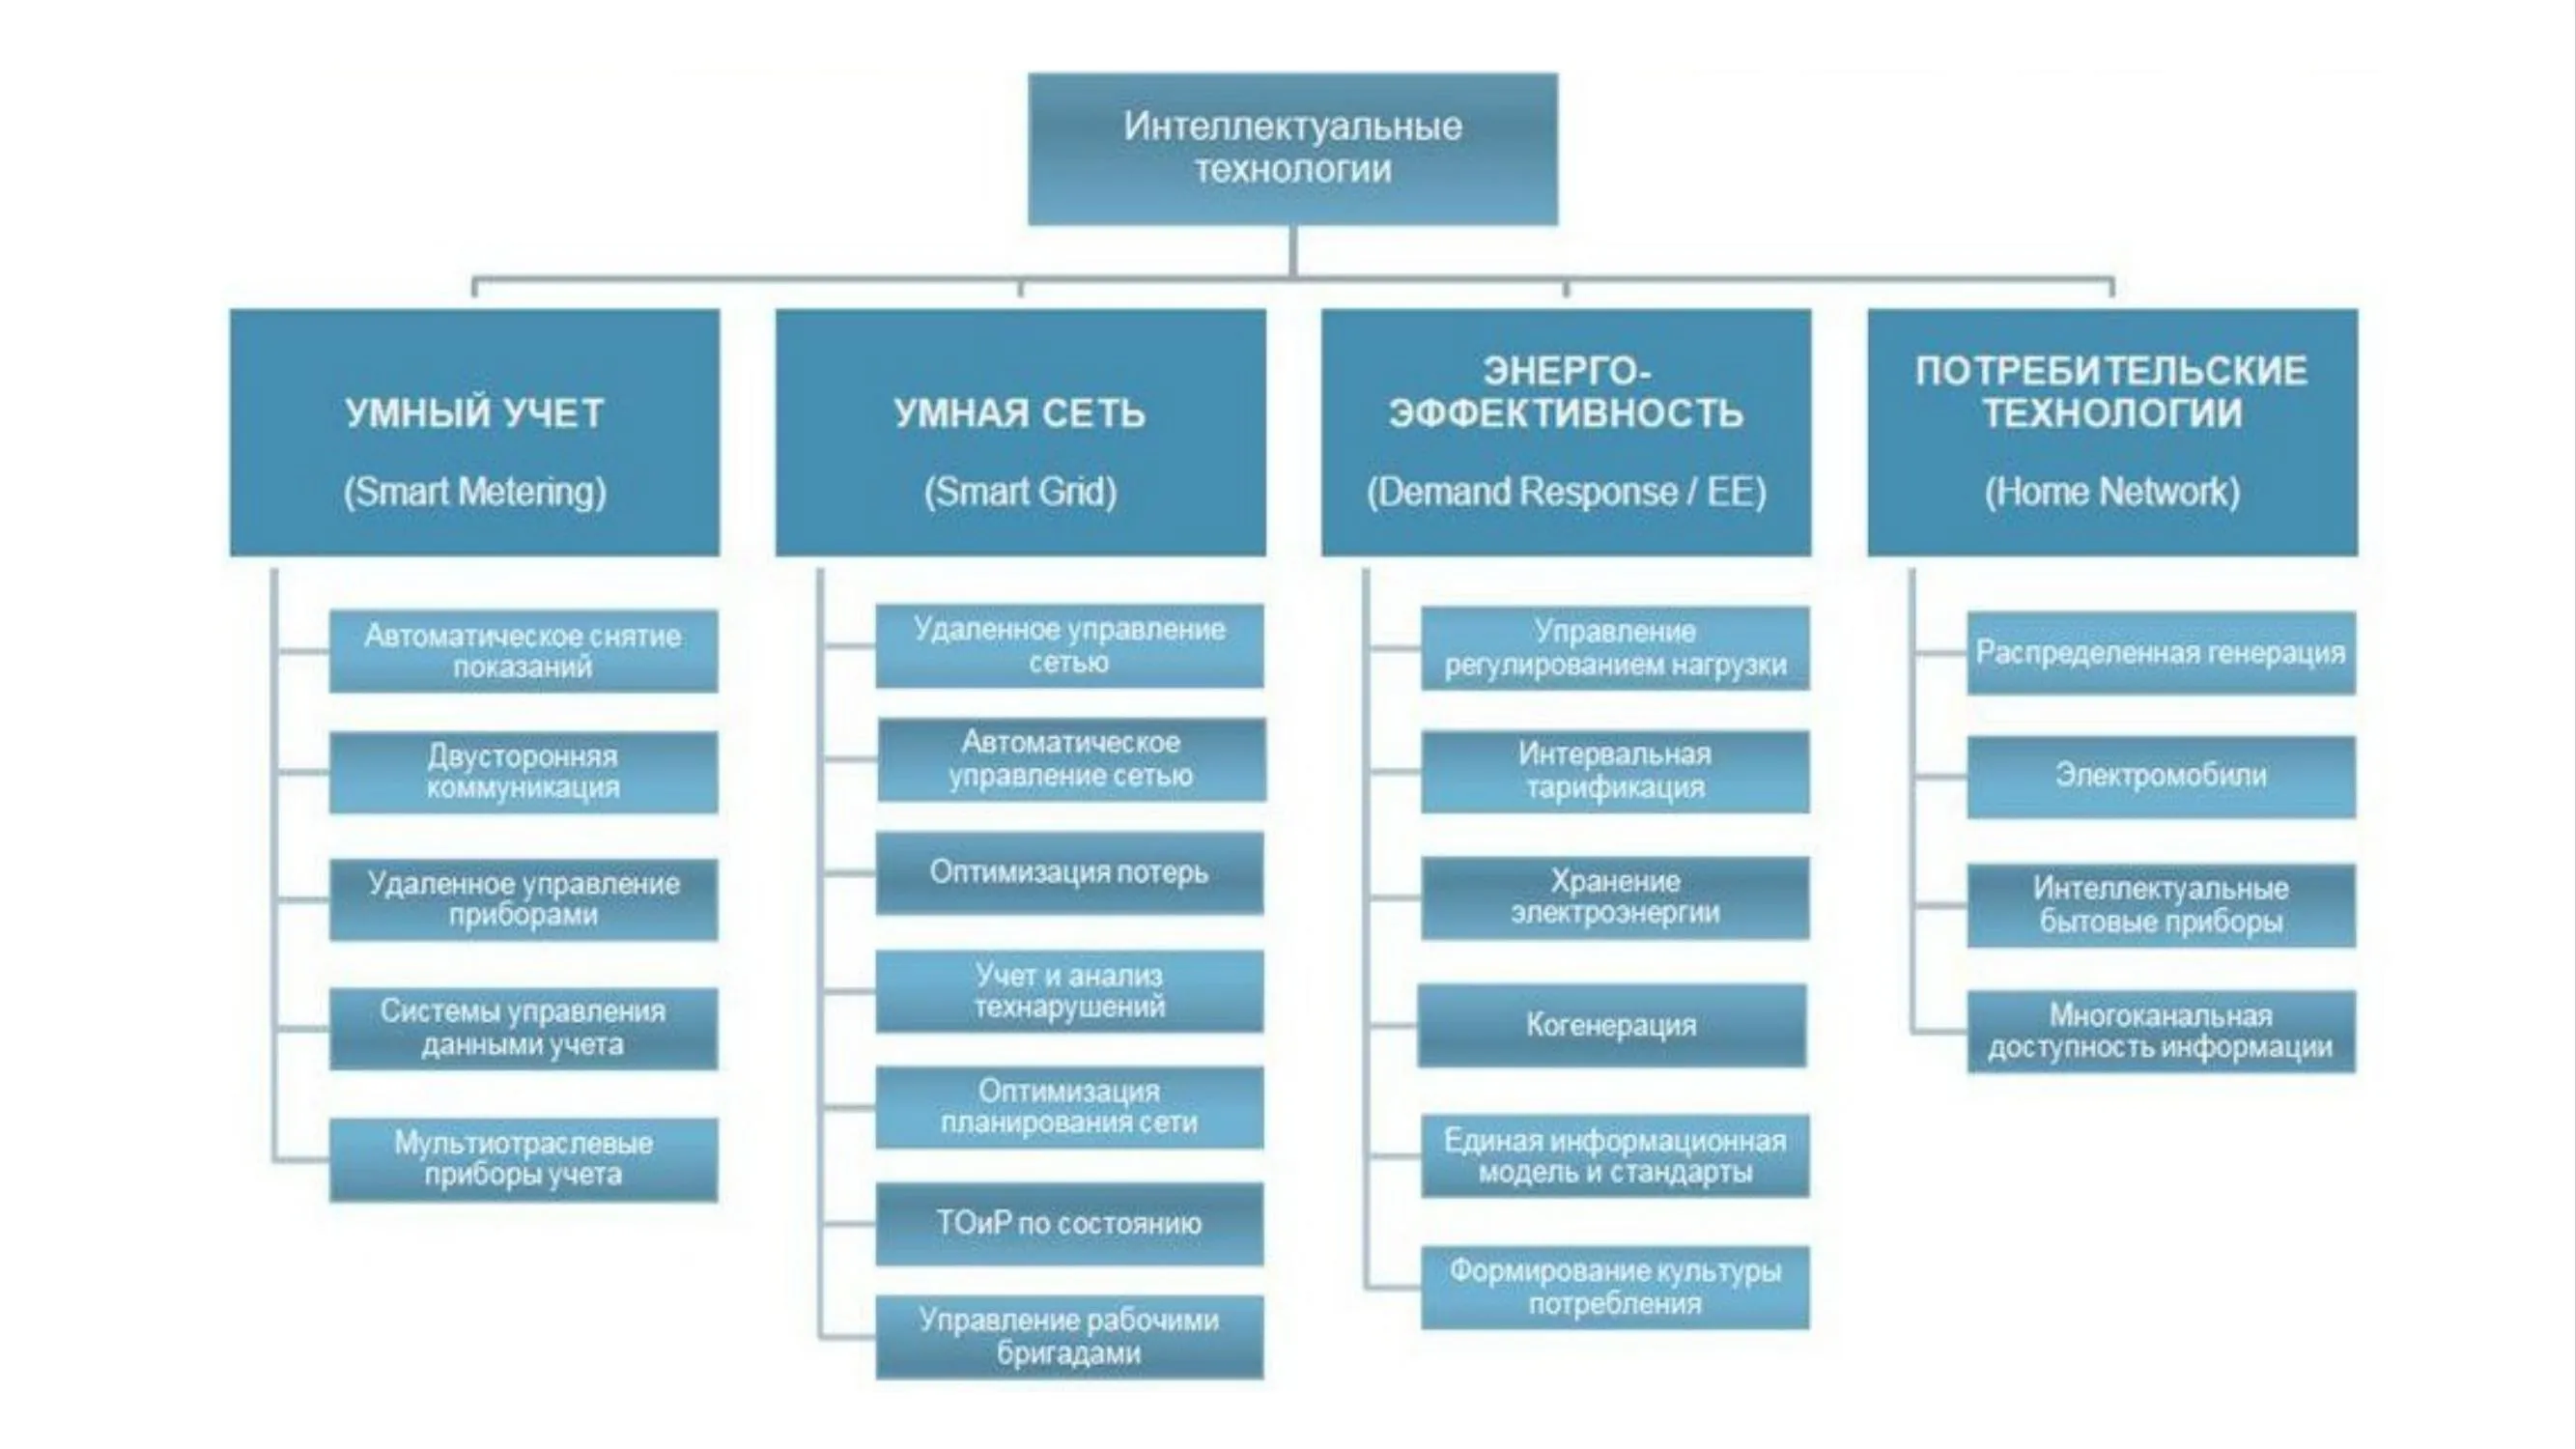 Интеллектуальные
технологии
УМНЫЙ УЧЕТ
(Smart Metering)
Автоматическое снятие
показаний
Двусторонняя
коммуникация
Удаленное управление
приборами
Системы управления
данными учета
Мультиотраслевые
приборы учета
УМНАЯ СЕТЬ
(Smart Grid)
Удаленное управление
сетью
Автоматическое
управление сетью
Оптимизация потерь
Учет и анализ
технарушений
Оптимизация
планирования сети
ТОиР по состоянию
Управление рабочими
бригадами
ЭНЕРГО-
ЭФФЕКТИВНОСТЬ
(Demand Response / EE)
Управление
регулированием нагрузки
Интервальная
тарификация
Хранение
электроэнергии
Когенерация
Единая информационная
модель и стандарты
Формирование культуры
потребления
ПОТРЕБИТЕЛЬСКИЕ
ТЕХНОЛОГИИ
(Home Network)
Распределенная генерация
Электромобили
Интеллектуальные
бытовые приборы
Многоканальная
доступность информации